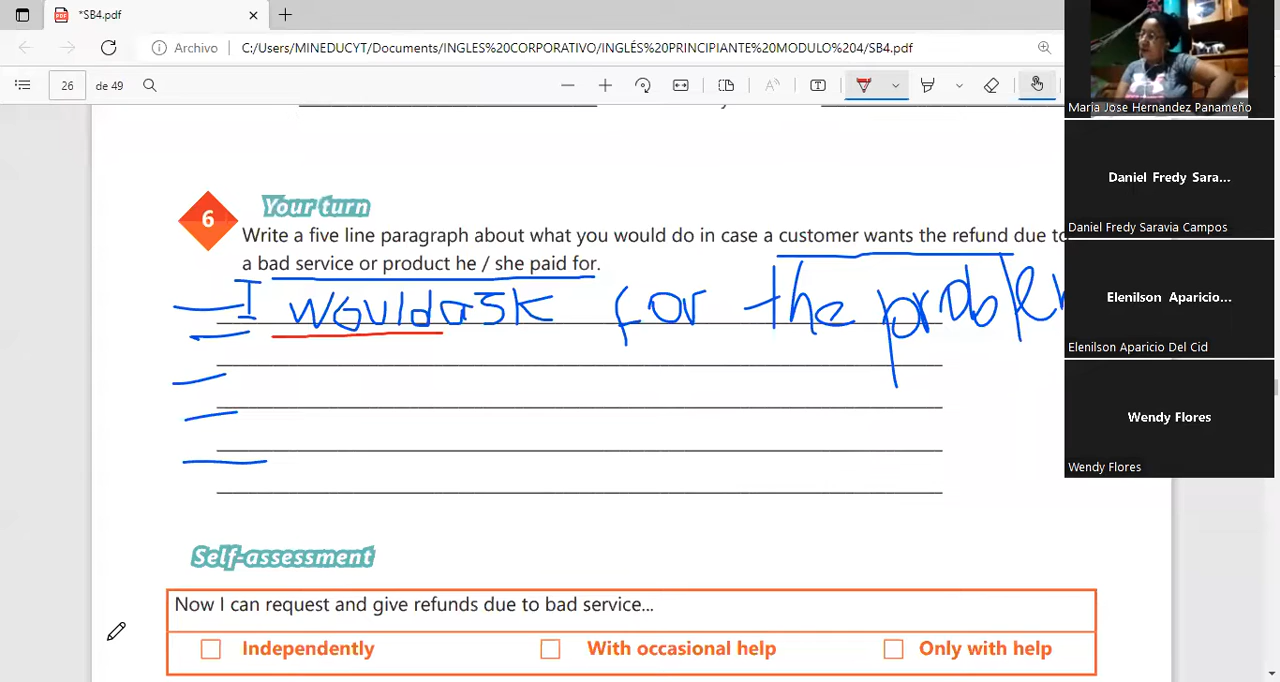 *SB4.pdf
Archivo
C:/Users/MINEDUCYT/Documents/INGLES%20CORPORATIVO/INGLÉS%20PRINCIPIANTE%20MODULO%204/SB4.pdf
26 de 49
María Jose Hernandez Panameño
Daniel Fredy Sara...
Daniel Fredy Saravia Campos
Elenilson Aparicio...
Elenilson Aparicio Del Cid
Wendy Flores
Wendy Flores
6 Your turn
Write a five line paragraph about what you would do in case a customer wants the refund due to
a bad service or product he / she paid for.
I would ask for the
Self-assessment
Now I can request and give refunds due to bad service...
Independently
With occasional help
Only with help